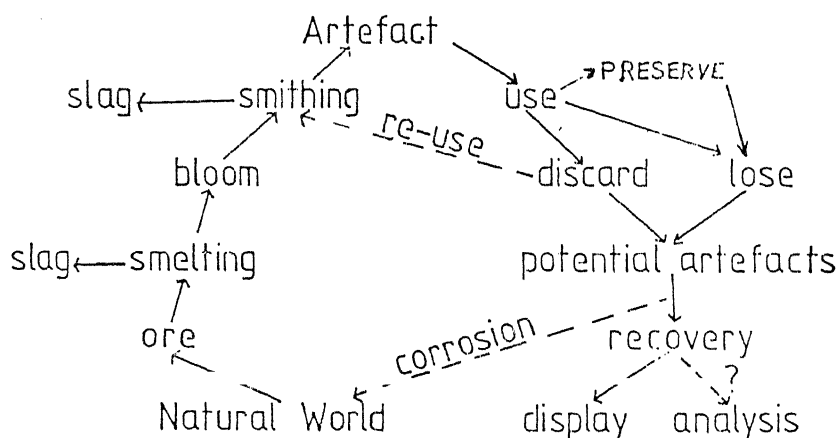 Artefact
slag smithing use PRESERVE
re-use
bloom discard lose
slag smelting potential artefacts
corrosion
ore recovery
?
Natural World display analysis